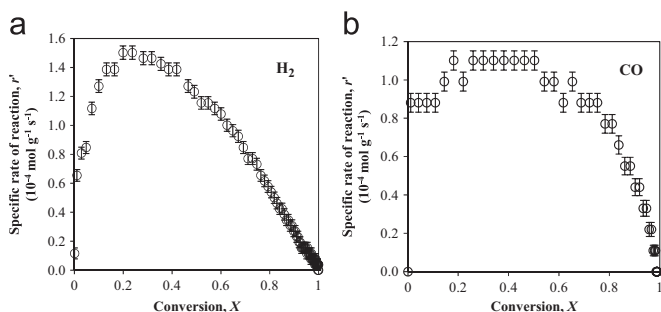 a
H2
Specific rate of reaction, r'
(10-4 mol g-1 s-1)
1.6
1.4
1.2
1.0
0.8
0.6
0.4
0.2
0.0
0
0.2
0.4
0.6
0.8
1
Conversion, X
b
CO
Specific rate of reaction, r'
(10-4 mol g-1 s-1)
1.2
1.0
0.8
0.6
0.4
0.2
0.0
0
0.2
0.4
0.6
0.8
1
Conversion, X